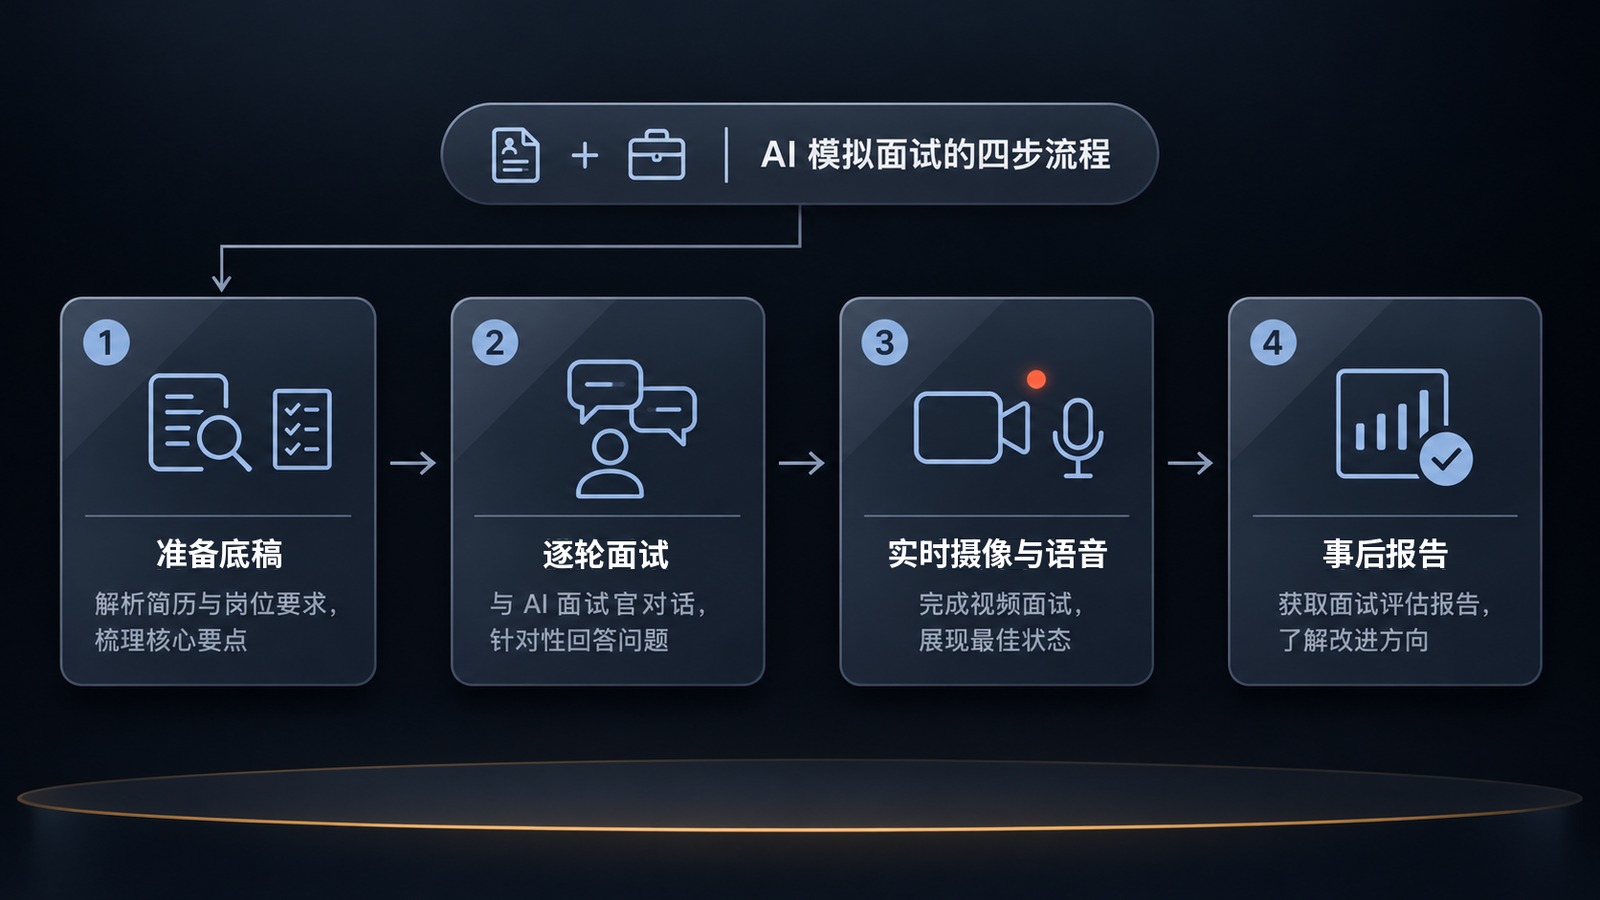 AI 模拟面试的四步流程
1
准备底稿
解析简历与岗位要求,
梳理核心要点
2
逐轮面试
与 AI 面试官对话,
针对性回答问题
3
实时摄像与语音
完成视频面试,
展现最佳状态
4
事后报告
获取面试评估报告,
了解改进方向